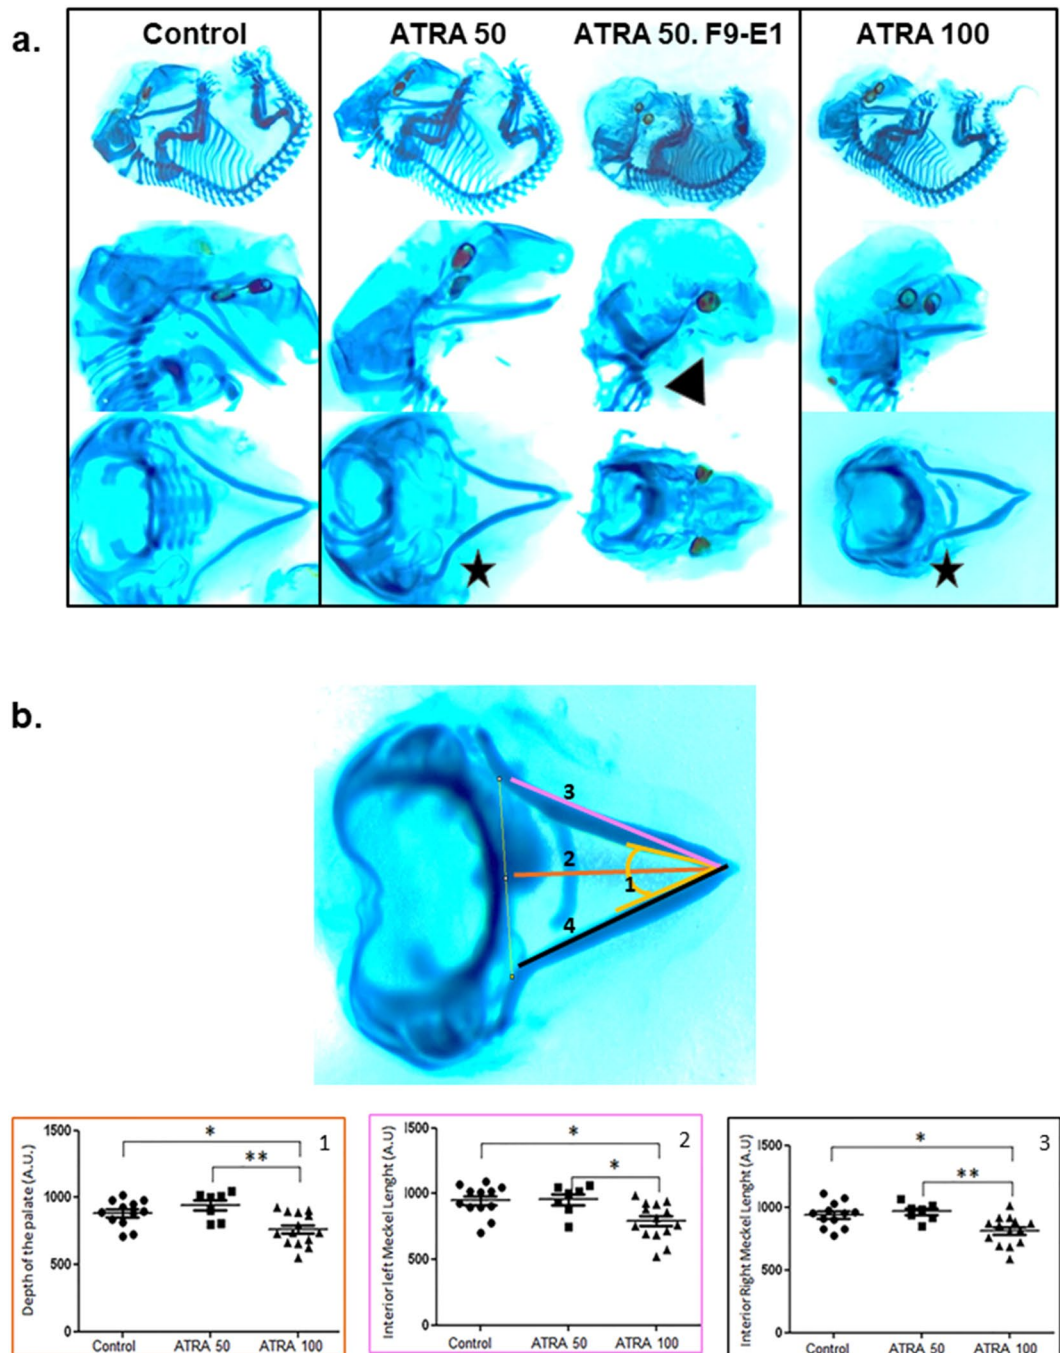 a.
Control ATRA 50 ATRA 50. F9-E1 ATRA 100
b.
3
2
1
4
1
Depth of the palate (A.U.)
1500
1000
500
0
* **
Control ATRA 50 ATRA 100
2
Interior left Meckel Lenght (A.U)
1500
1000
500
0
* *
Control ATRA 50 ATRA 100
3
Interior Right Meckel Lenght (A.U)
1500
1000
500
0
* **
Control ATRA 50 ATRA 100